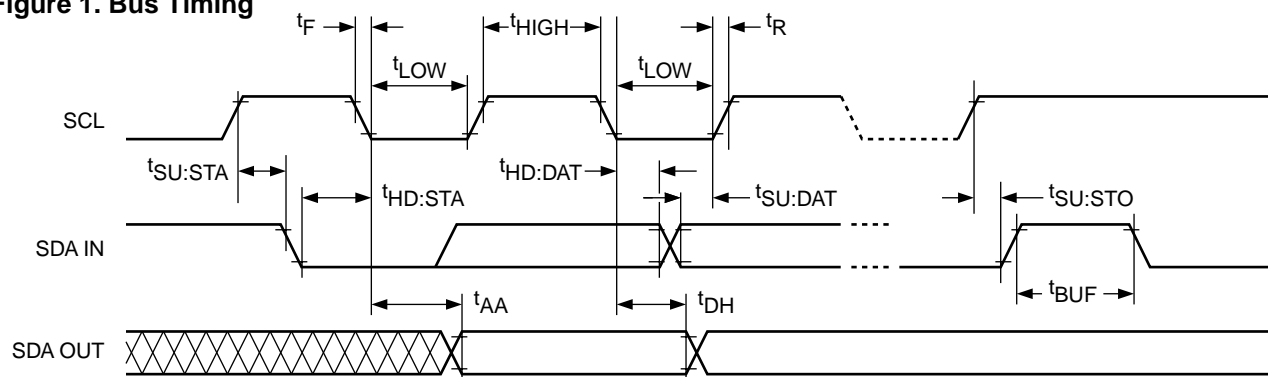 Figure 1. Bus Timing
tF
tHIGH
tR
tLOW
tLOW
SCL
tSU:STA
tHD:STA
tHD:DAT
tSU:DAT
tSU:STO
SDA IN
tBUF
tAA
tDH
SDA OUT